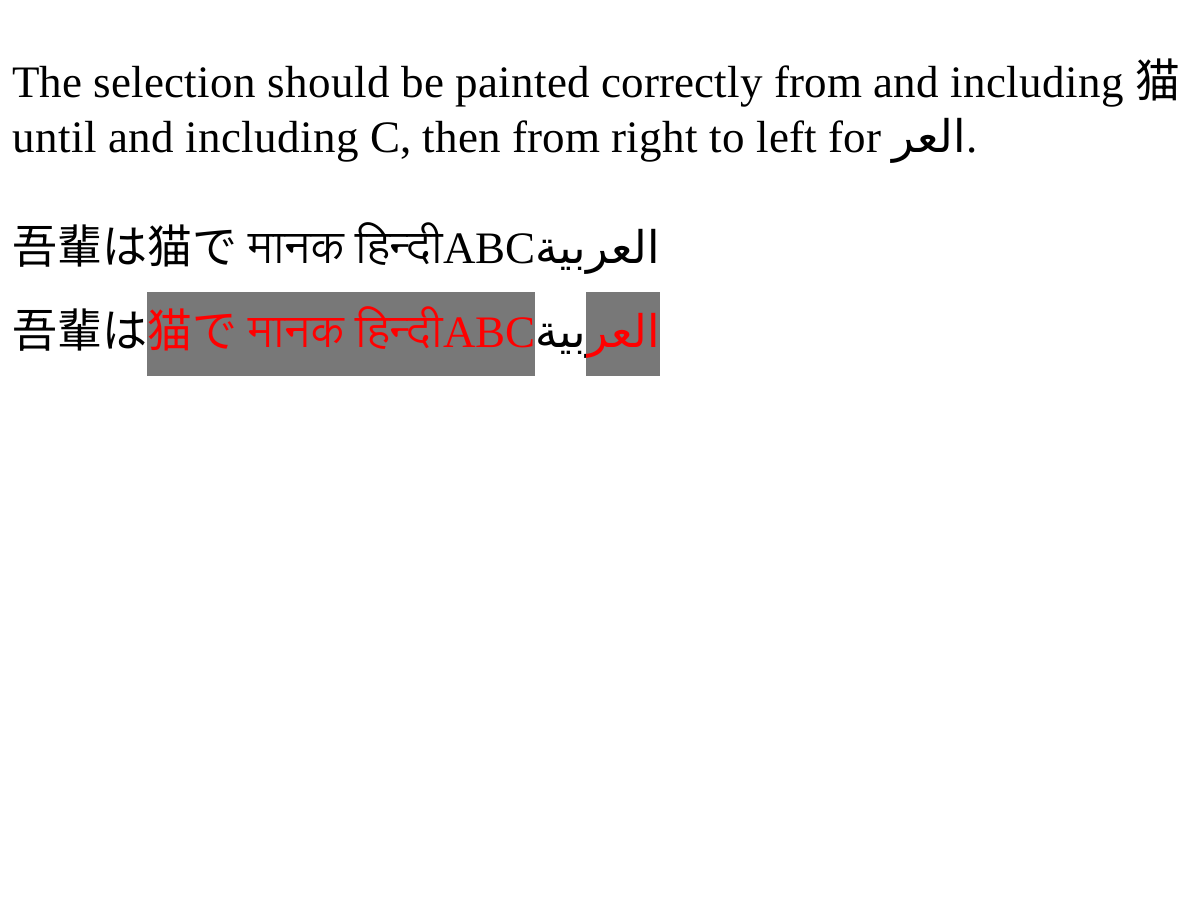 The selection should be painted correctly from and including 猫
until and including C, then from right to left for العر.
吾輩は猫で मानक हिन्दीABCالعربية
吾輩は猫で मानक हिन्दीABCالعربية